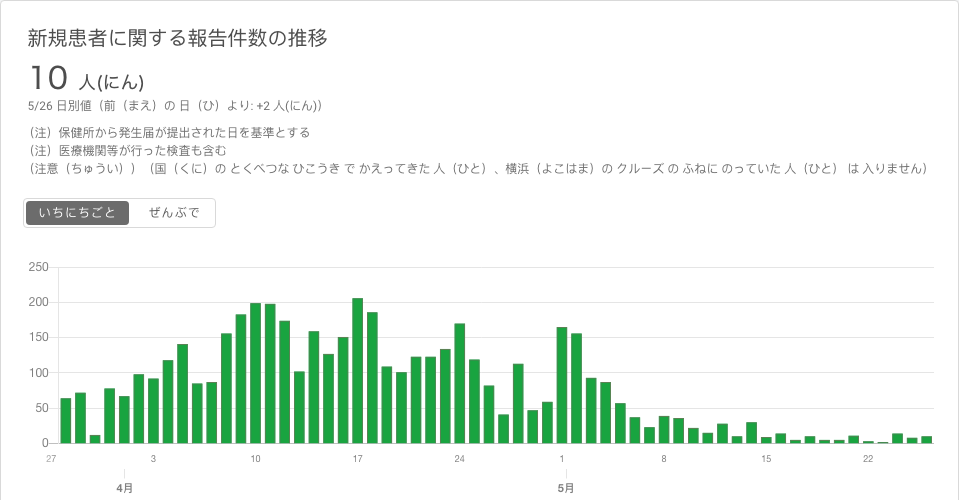 新規患者に関する報告件数の推移
10 人(にん)
5/26 日別値（前（まえ）の 日（ひ）より: +2 人(にん)）
（注）保健所から発生届が提出された日を基準とする
（注）医療機関等が行った検査も含む
（注意（ちゅうい））（国（くに）の とくべつな ひこうき で かえってきた 人（ひと）、横浜（よこはま）の クルーズ の ふねに のっていた 人（ひと） は 入りません）
いちにちごと ぜんぶで
250
200
150
100
50
0
27 3 10 17 24 1 8 15 22
4月 5月